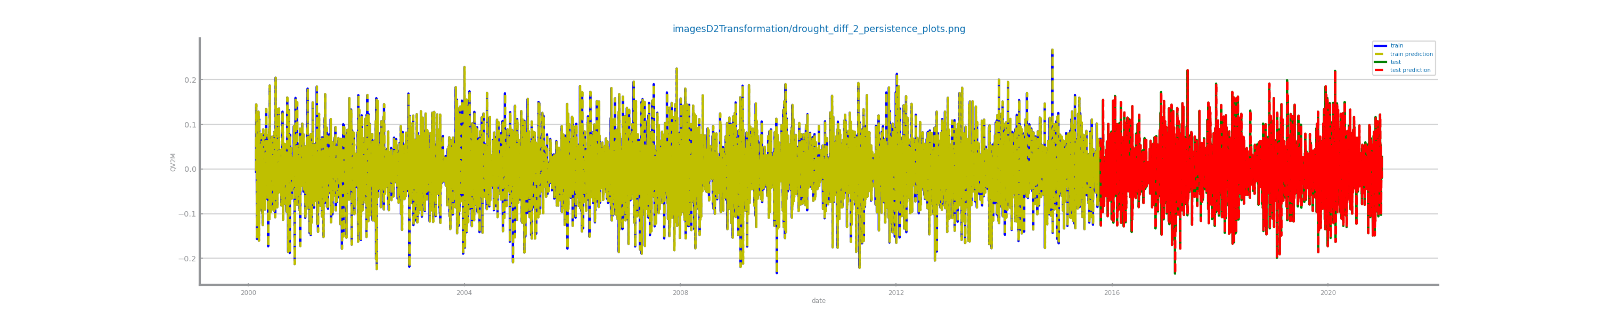 imagesD2Transformation/drought_diff_2_persistence_plots.png
train
train prediction
test
test prediction
0.2
0.1
0.0
−0.1
−0.2
QV2M
2000
2004
2008
2012
2016
2020
date